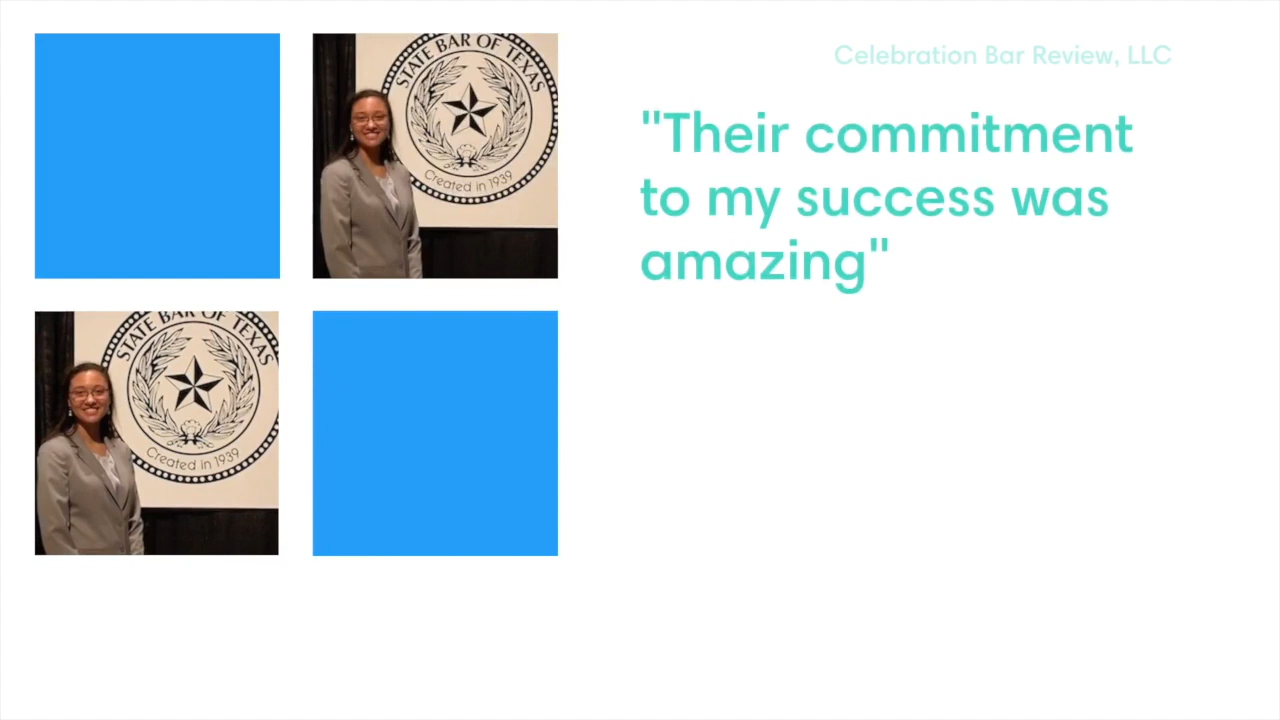 Celebration Bar Review, LLC
"Their commitment
to my success was
amazing"
STATE BAR OF TEXAS
Created in 1939
STATE BAR OF TEXAS
Created in 1939